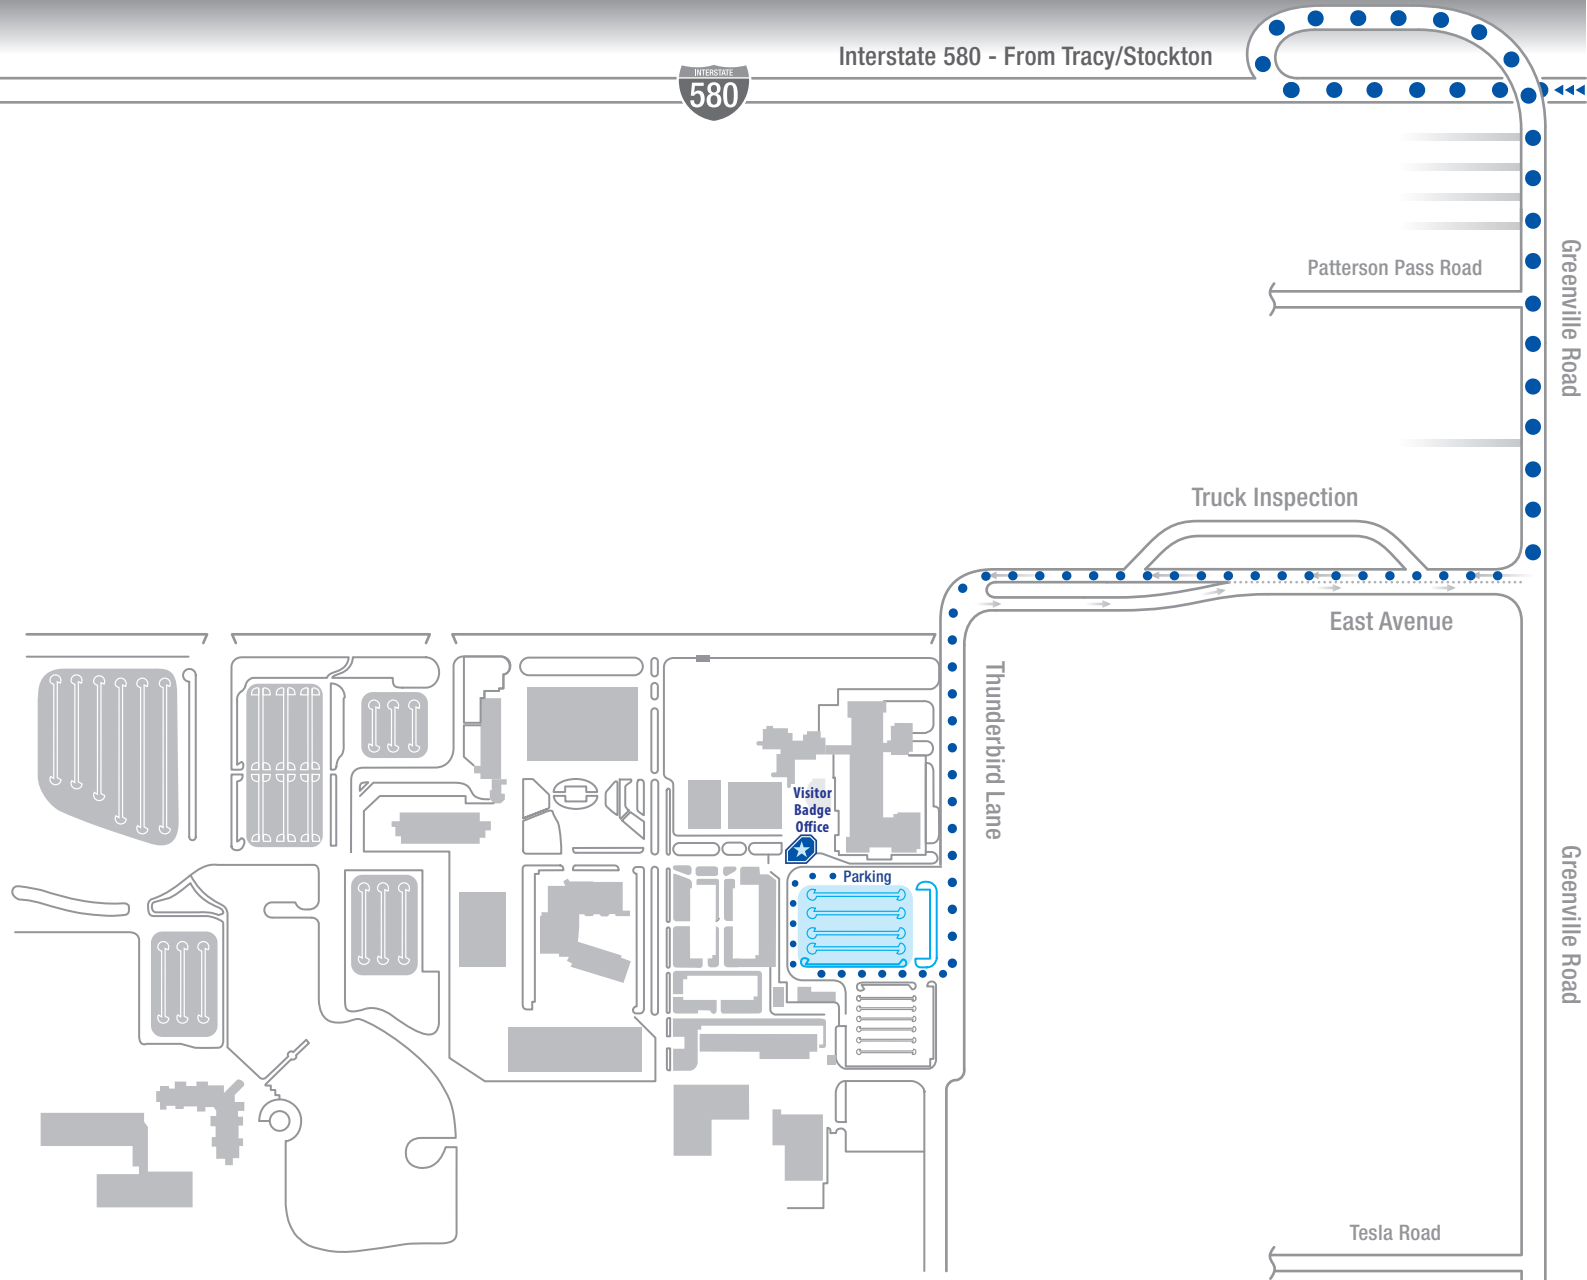 Interstate 580 - From Tracy/Stockton
INTERSTATE
580
Patterson Pass Road
Greenville Road
Truck Inspection
East Avenue
Thunderbird Lane
Visitor
Badge
Office
Parking
Greenville Road
Tesla Road